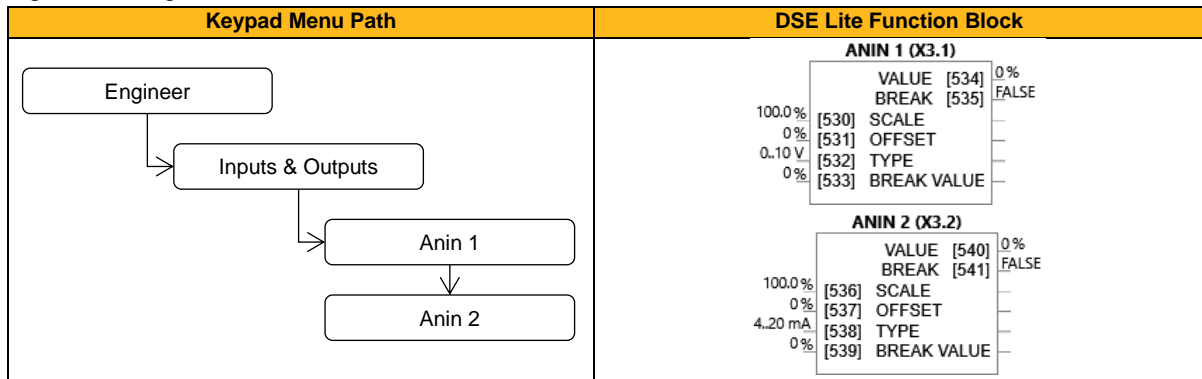 Keypad Menu Path
DSE Lite Function Block
Engineer
Inputs & Outputs
Anin 1
Anin 2
ANIN 1 (X3.1)
VALUE [534] 0 %
BREAK [535] FALSE
100.0 % [530] SCALE
0 % [531] OFFSET
0..10 V [532] TYPE
0 % [533] BREAK VALUE
ANIN 2 (X3.2)
VALUE [540] 0 %
BREAK [541] FALSE
100.0 % [536] SCALE
0 % [537] OFFSET
4..20 mA [538] TYPE
0 % [539] BREAK VALUE